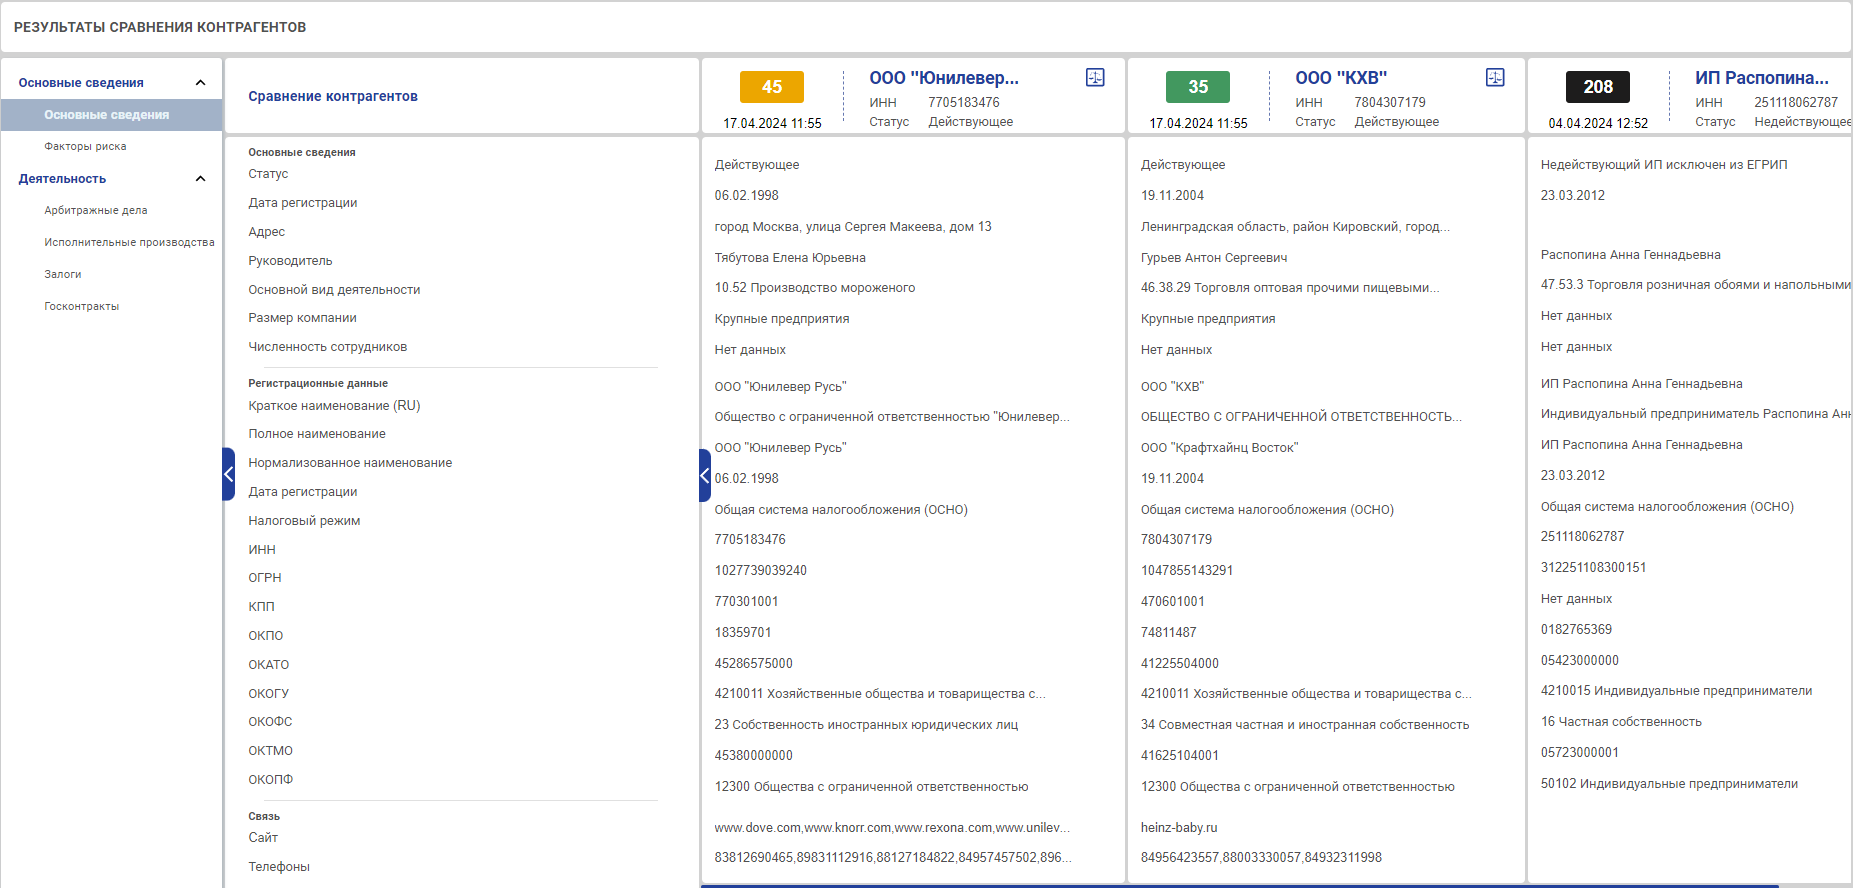 РЕЗУЛЬТАТЫ СРАВНЕНИЯ КОНТРАГЕНТОВ
Основные сведения
Основные сведения
Факторы риска
Деятельность
Арбитражные дела
Исполнительные производства
Залоги
Госконтракты
Сравнение контрагентов
Основные сведения
Статус
Дата регистрации
Адрес
Руководитель
Основной вид деятельности
Размер компании
Численность сотрудников
Регистрационные данные
Краткое наименование (RU)
Полное наименование
Нормализованное наименование
Дата регистрации
Налоговый режим
ИНН
ОГРН
КПП
ОКПО
ОКАТО
ОКОГУ
ОКОФС
ОКТМО
ОКОПФ
Связь
Сайт
Телефоны
45
17.04.2024 11:55
ООО "Юнилевер...
ИНН 7705183476
Статус Действующее
Действующее
06.02.1998
город Москва, улица Сергея Макеева, дом 13
Тябутова Елена Юрьевна
10.52 Производство мороженого
Крупные предприятия
Нет данных
ООО "Юнилевер Русь"
Общество с ограниченной ответственностью "Юнилевер...
ООО "Юнилевер Русь"
06.02.1998
Общая система налогообложения (ОСНО)
7705183476
1027739039240
770301001
18359701
45286575000
4210011 Хозяйственные общества и товарищества с...
23 Собственность иностранных юридических лиц
45380000000
12300 Общества с ограниченной ответственностью
www.dove.com,www.knorr.com,www.rexona.com,www.unilev...
83812690465,89831112916,88127184822,84957457502,896...
35
17.04.2024 11:55
ООО "КХВ"
ИНН 7804307179
Статус Действующее
Действующее
19.11.2004
Ленинградская область, район Кировский, город...
Гурьев Антон Сергеевич
46.38.29 Торговля оптовая прочими пищевыми...
Крупные предприятия
Нет данных
ООО "КХВ"
ОБЩЕСТВО С ОГРАНИЧЕННОЙ ОТВЕТСТВЕННОСТЬ...
ООО "Крафтхайнц Восток"
19.11.2004
Общая система налогообложения (ОСНО)
7804307179
1047855143291
470601001
74811487
41225504000
4210011 Хозяйственные общества и товарищества с...
34 Совместная частная и иностранная собственность
41625104001
12300 Общества с ограниченной ответственностью
heinz-baby.ru
84956423557,88003330057,84932311998
208
04.04.2024 12:52
ИП Распопина...
ИНН 251118062787
Статус Недействующее
Недействующий ИП исключен из ЕГРИП
23.03.2012
Распопина Анна Геннадьевна
47.53.3 Торговля розничная обоями и напольными
Нет данных
Нет данных
ИП Распопина Анна Геннадьевна
Индивидуальный предприниматель Распопина Анн
ИП Распопина Анна Геннадьевна
23.03.2012
Общая система налогообложения (ОСНО)
251118062787
312251108300151
Нет данных
0182765369
05423000000
4210015 Индивидуальные предприниматели
16 Частная собственность
05723000001
50102 Индивидуальные предприниматели